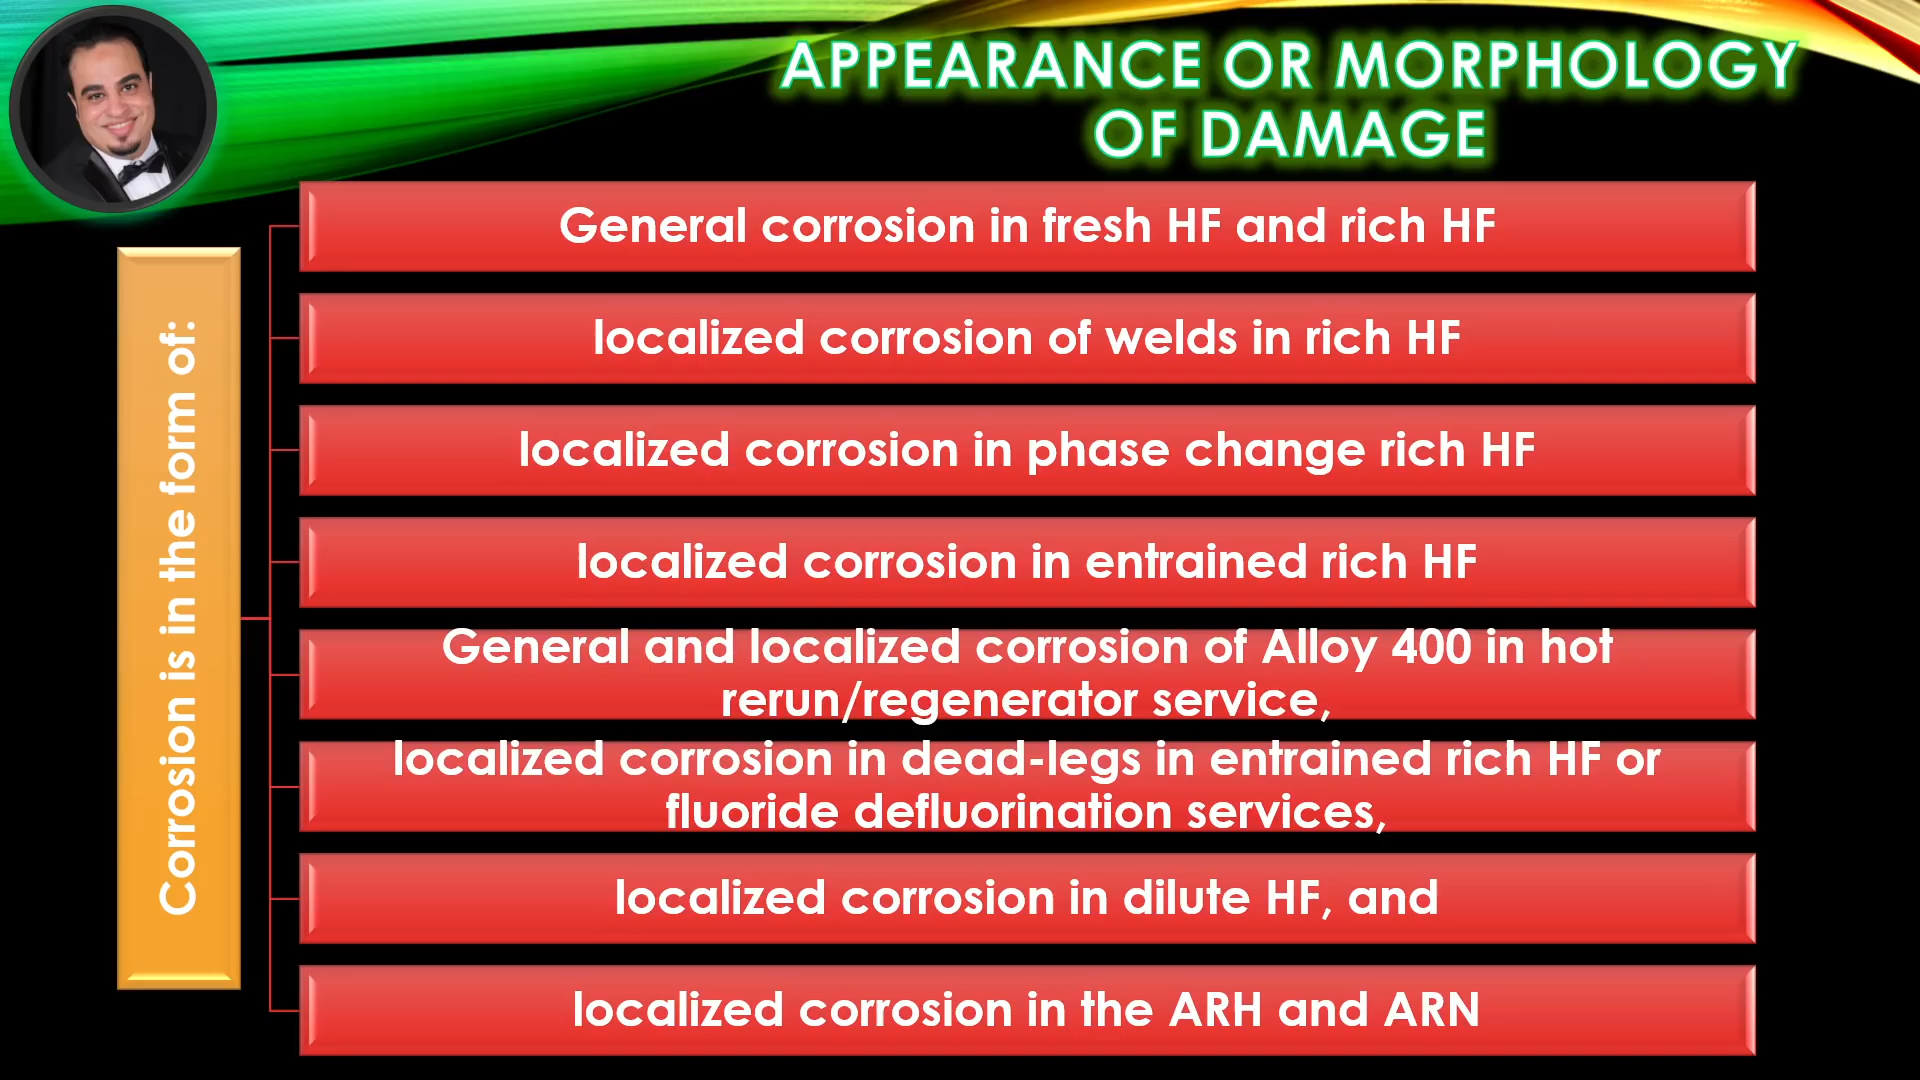 APPEARANCE OR MORPHOLOGY
OF DAMAGE
Corrosion is in the form of:
General corrosion in fresh HF and rich HF
localized corrosion of welds in rich HF
localized corrosion in phase change rich HF
localized corrosion in entrained rich HF
General and localized corrosion of Alloy 400 in hot
rerun/regenerator service,
localized corrosion in dead-legs in entrained rich HF or
fluoride defluorination services,
localized corrosion in dilute HF, and
localized corrosion in the ARH and ARN